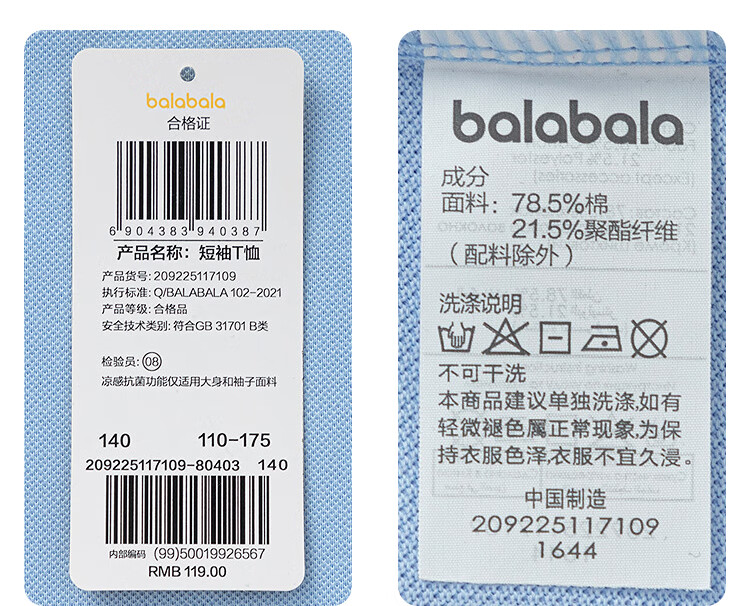 balabala
合格证
6 904383 940387
产品名称：短袖T恤
产品货号: 209225117109
执行标准: Q/BALABALA 102-2021
产品等级: 合格品
安全技术类别: 符合GB 31701 B类
检验员: 08
凉感抗菌功能仅适用大身和袖子面料
140 110-175
209225117109-80403 140
内部编码 (99)50019926567
RMB 119.00
balabala
成分
面料：78.5%棉
21.5%聚酯纤维
（配料除外）
洗涤说明
不可干洗
本商品建议单独洗涤,如有
轻微褪色属正常现象,为保
持衣服色泽,衣服不宜久浸。
中国制造
209225117109
1644